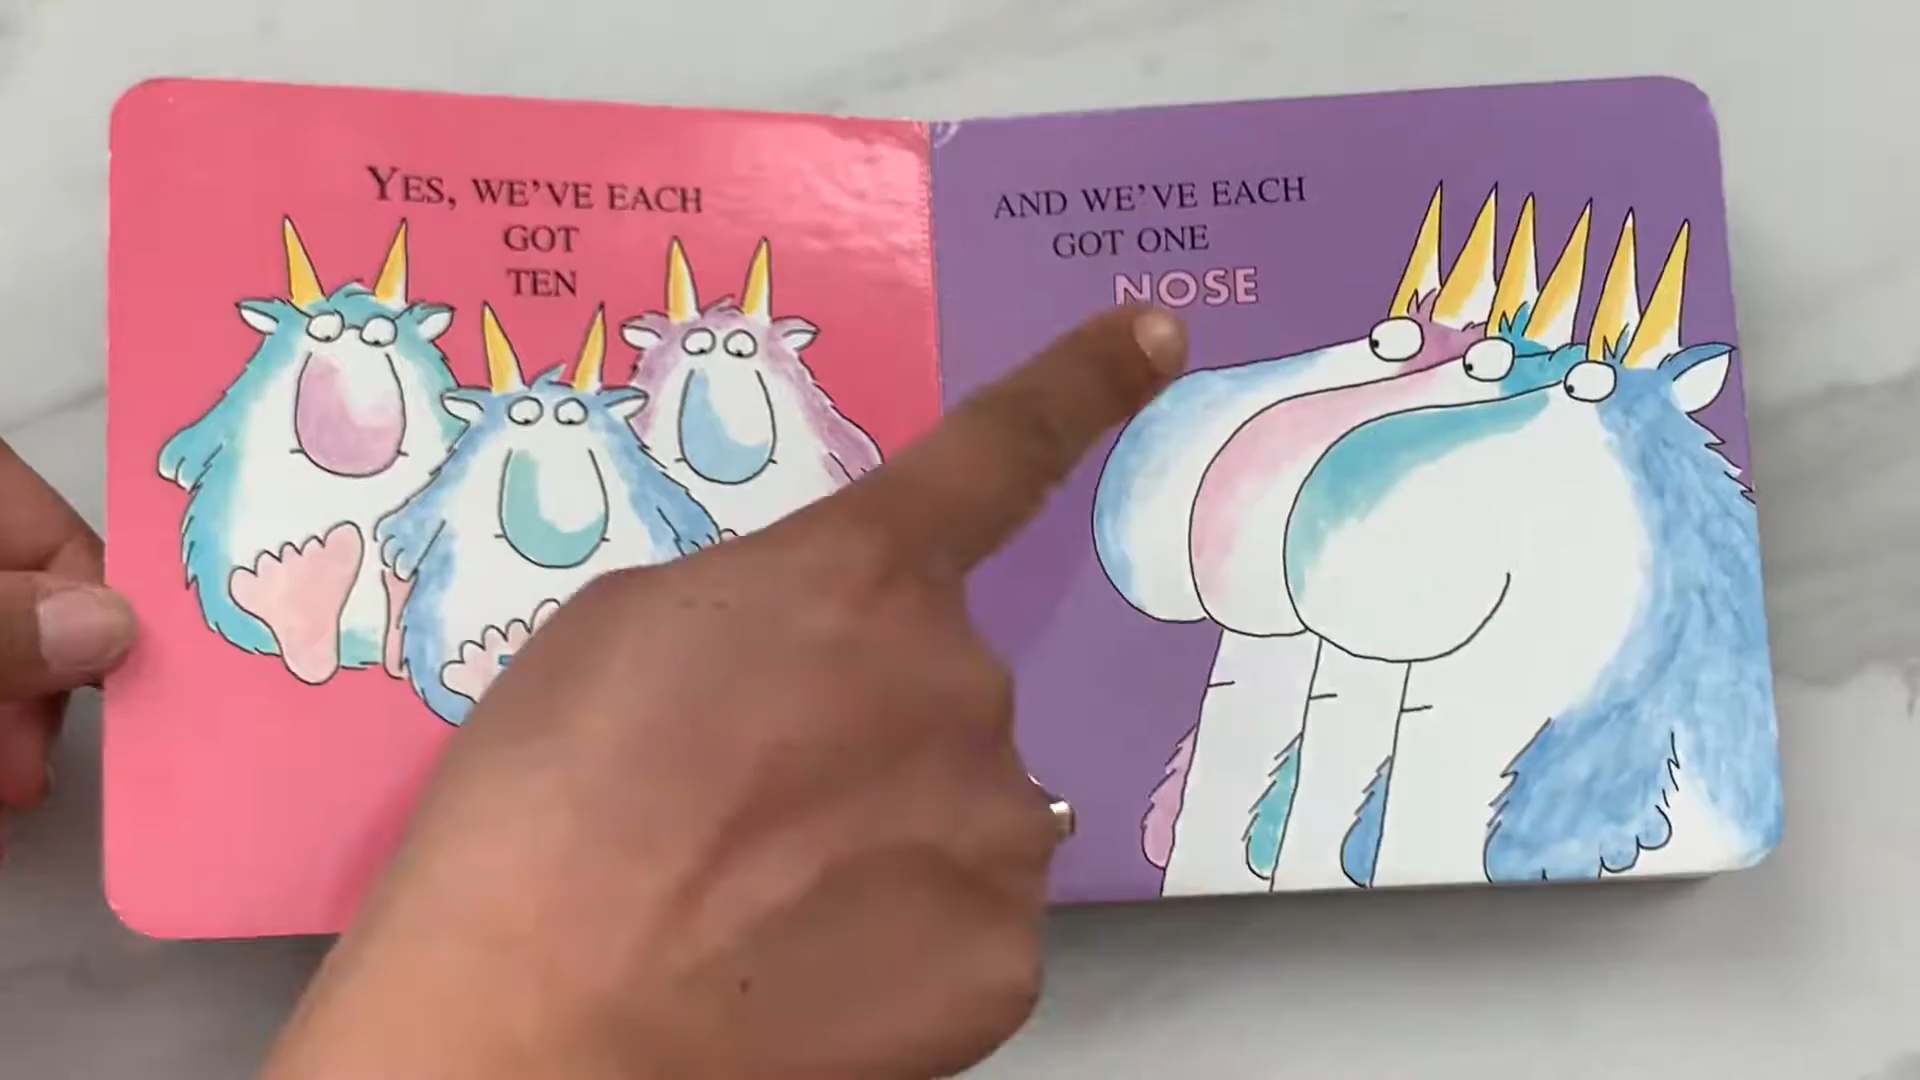 YES, WE'VE EACH
GOT
TEN
AND WE'VE EACH
GOT ONE
NOSE